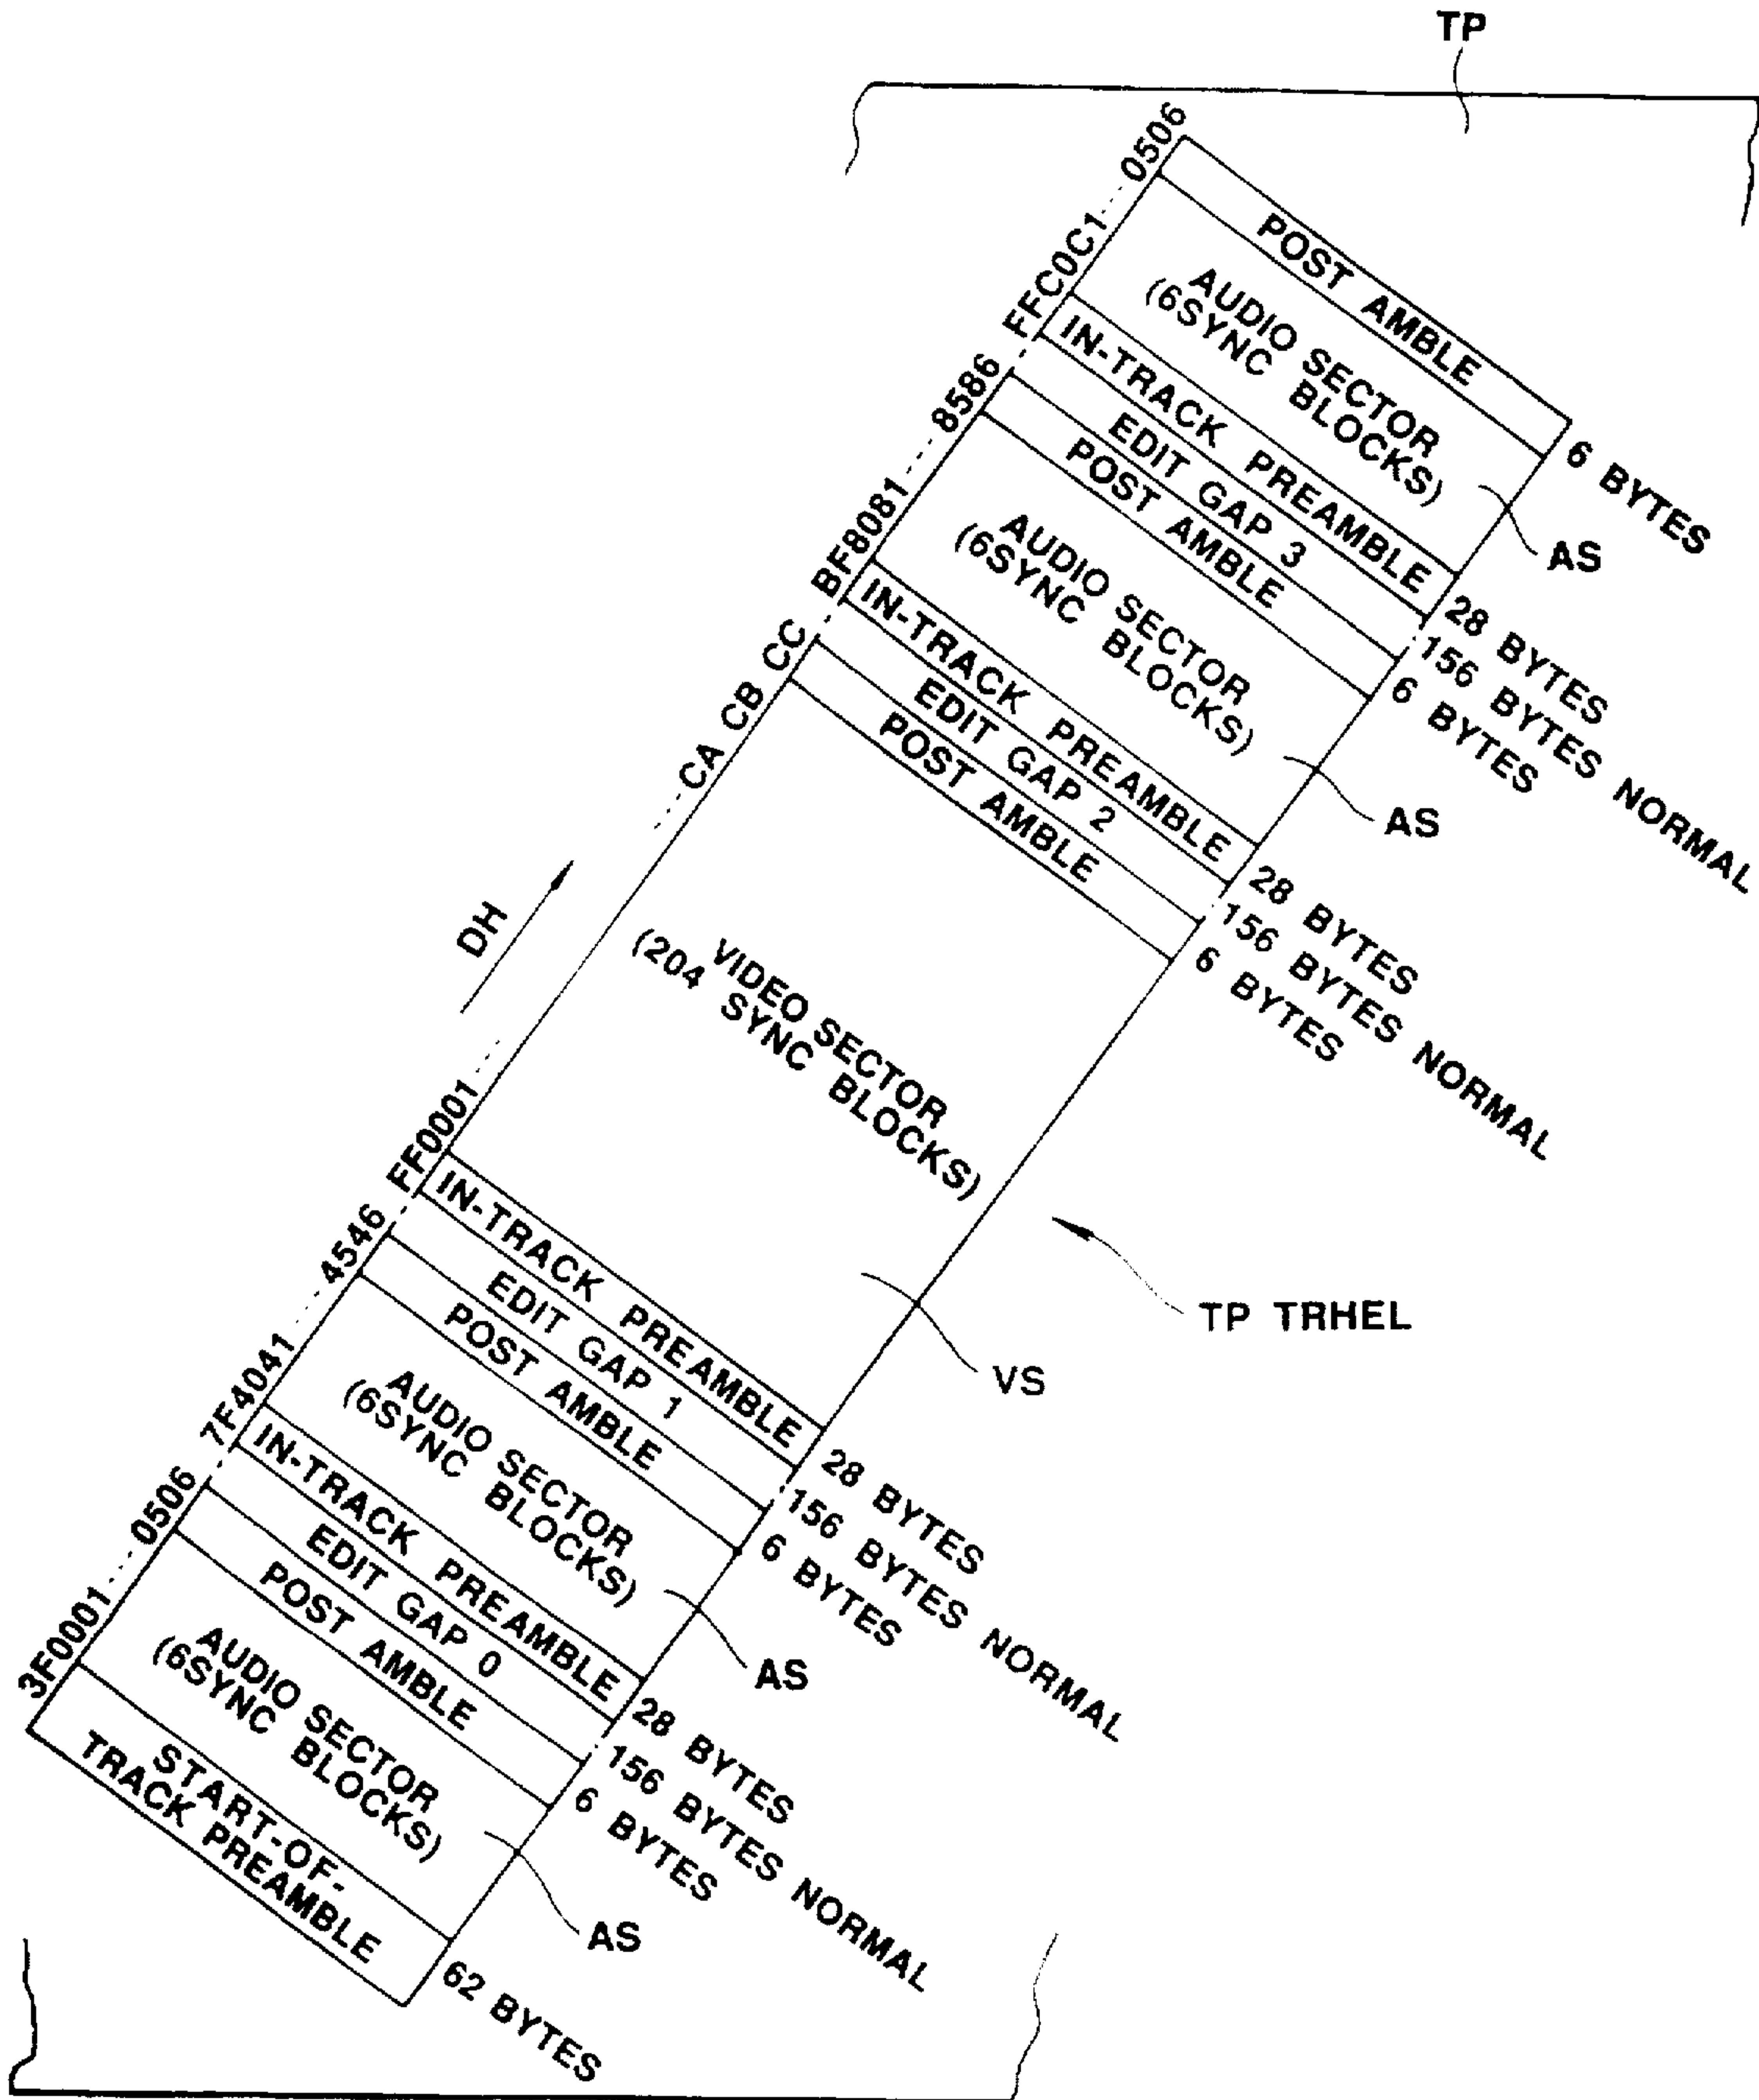 TP
0506
EFC0C1
8586
BF8081
CC
CB
CA
DH
EF0001
4546
7F4041
0506
3F0001
POST AMBLE
AUDIO SECTOR
(6SYNC BLOCKS)
IN-TRACK PREAMBLE
EDIT GAP 3
POST AMBLE
AUDIO SECTOR
(6SYNC BLOCKS)
IN-TRACK PREAMBLE
EDIT GAP 2
POST AMBLE
VIDEO SECTOR
(204 SYNC BLOCKS)
IN-TRACK PREAMBLE
EDIT GAP 1
POST AMBLE
AUDIO SECTOR
(6SYNC BLOCKS)
IN-TRACK PREAMBLE
EDIT GAP 0
POST AMBLE
AUDIO SECTOR
(6SYNC BLOCKS)
START-OF-
TRACK PREAMBLE
6 BYTES
AS
28 BYTES
156 BYTES NORMAL
6 BYTES
AS
28 BYTES
156 BYTES NORMAL
6 BYTES
TP TRHEL
VS
28 BYTES
156 BYTES NORMAL
6 BYTES
AS
28 BYTES
156 BYTES NORMAL
6 BYTES
AS
62 BYTES